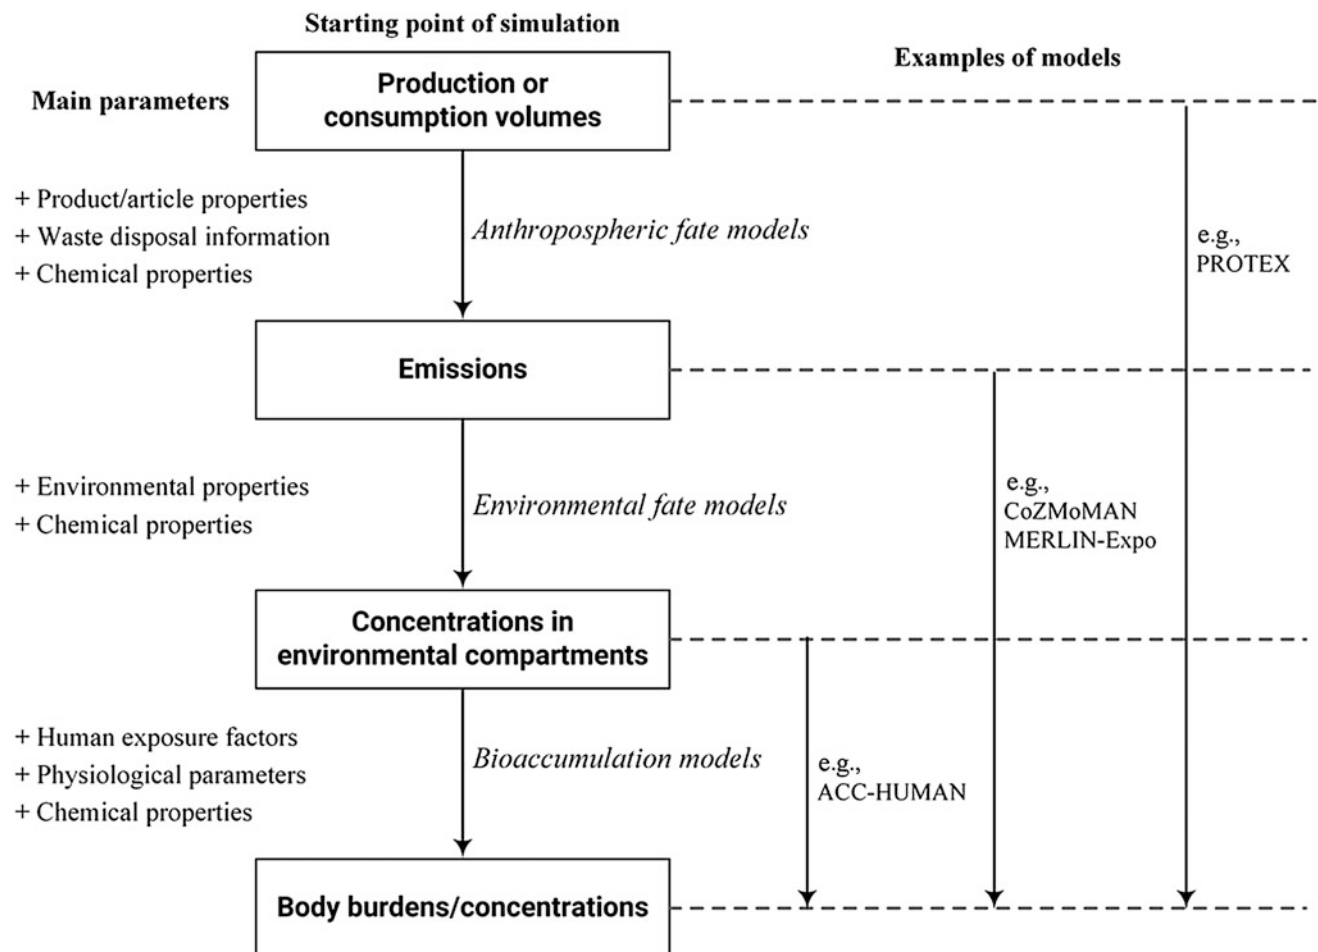 Starting point of simulation
Examples of models
Main parameters
Production or
consumption volumes
+ Product/article properties
+ Waste disposal information
+ Chemical properties
Anthropospheric fate models
e.g.,
PROTEX
Emissions
+ Environmental properties
+ Chemical properties
Environmental fate models
e.g.,
CoZMoMAN
MERLIN-Expo
Concentrations in
environmental compartments
+ Human exposure factors
+ Physiological parameters
+ Chemical properties
Bioaccumulation models
e.g.,
ACC-HUMAN
Body burdens/concentrations